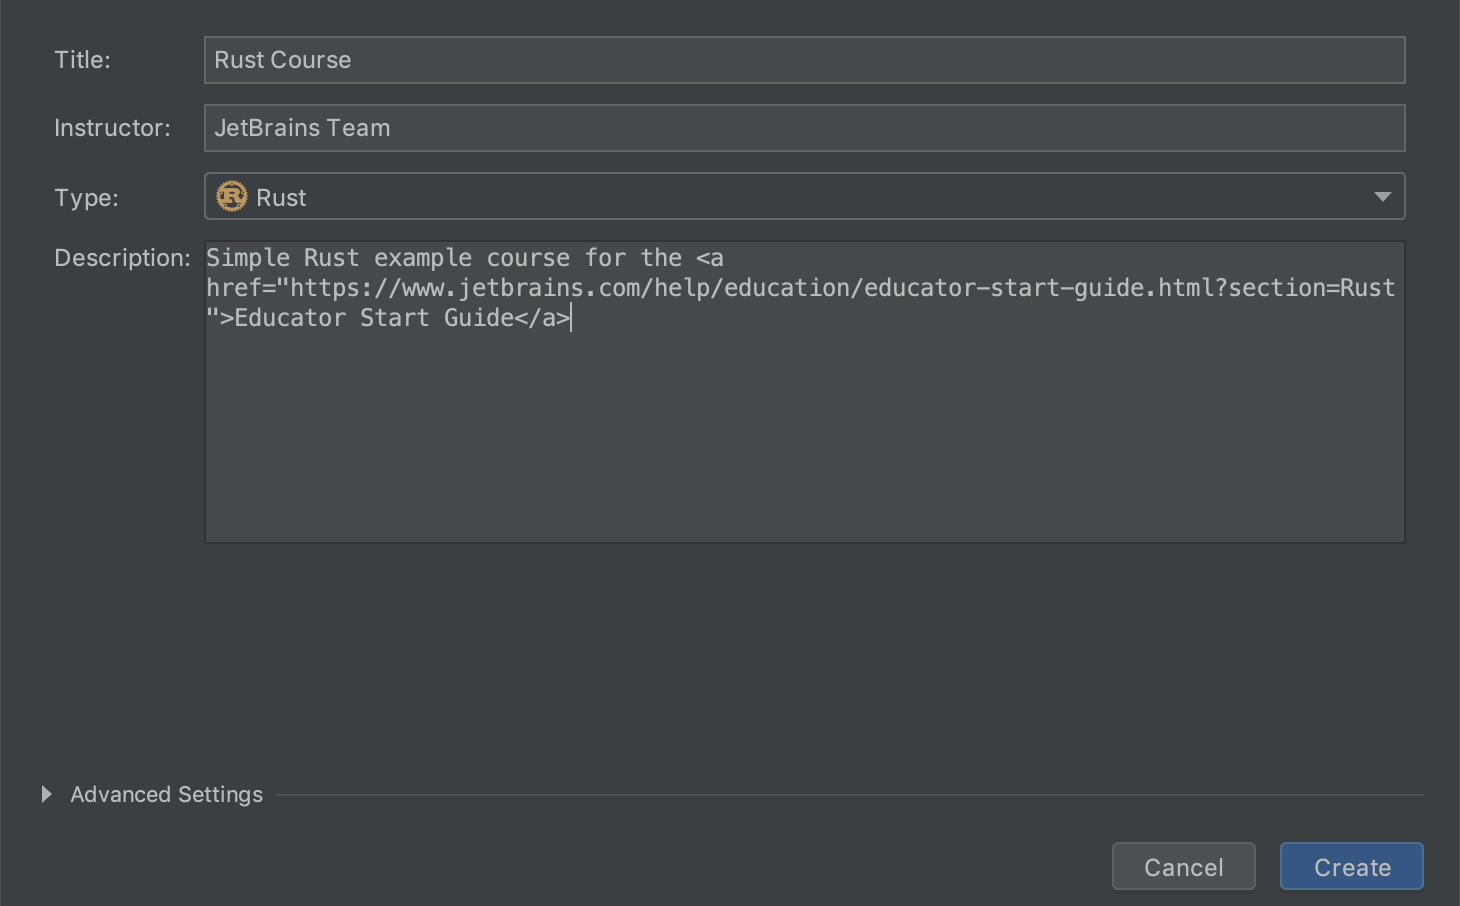 Title: Rust Course
Instructor: JetBrains Team
Type: Rust
Description: Simple Rust example course for the <a
href="https://www.jetbrains.com/help/education/educator-start-guide.html?section=Rust
">Educator Start Guide</a>
Advanced Settings
Cancel Create